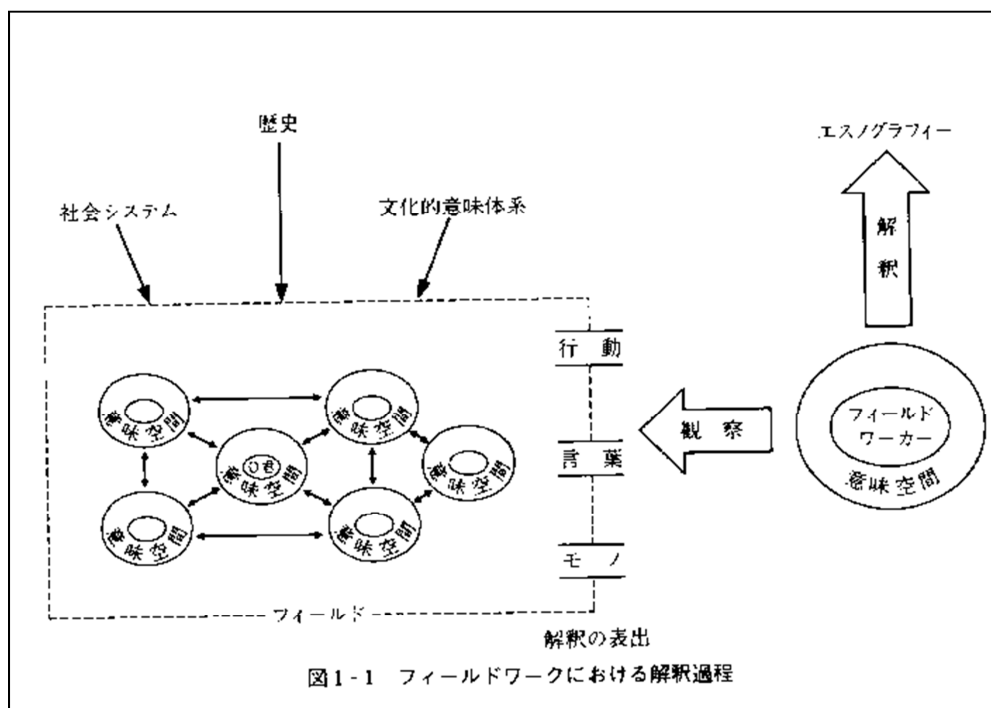 歴史
エスノグラフィー
社会システム
文化的意味体系
解釈
行動
意味空間
意味空間
フィールド
ワーカー
意味空間
観察
言葉
意味空間
意味空間
意味空間
意味空間
モノ
フィールド
解釈の表出
図1-1 フィールドワークにおける解釈過程